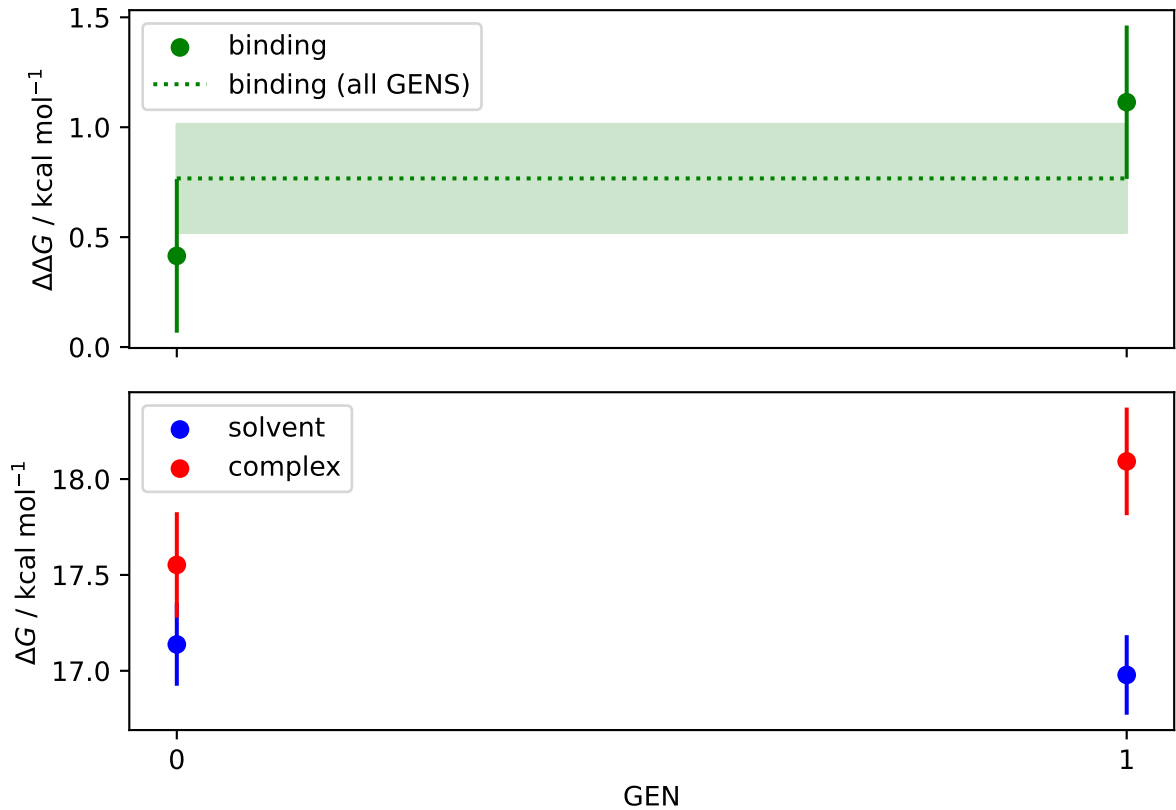 1.5
1.0
0.5
0.0
ΔΔG / kcal mol⁻¹
binding
binding (all GENS)
18.0
17.5
17.0
ΔG / kcal mol⁻¹
solvent
complex
0
1
GEN